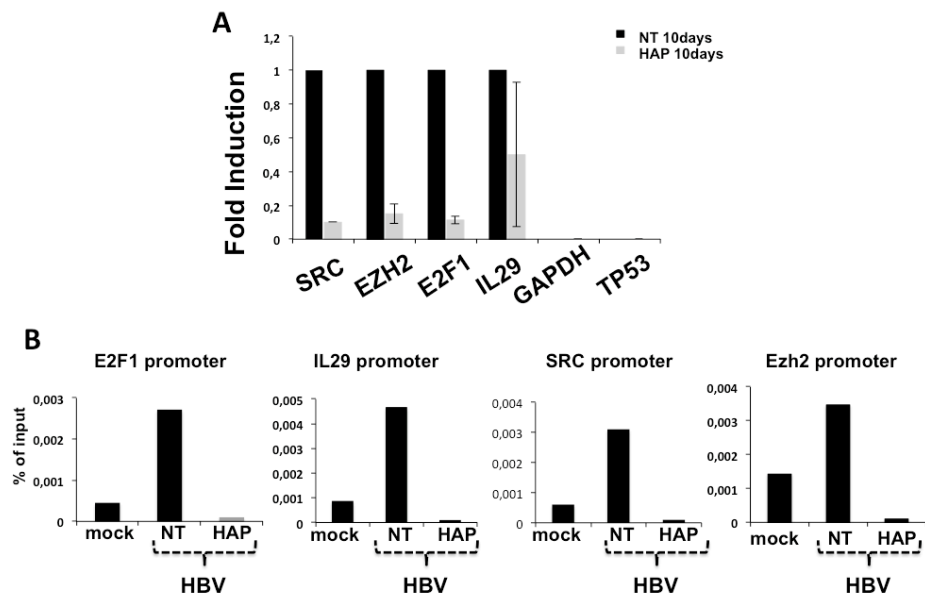 A
NT 10days
HAP 10days
Fold Induction
1,2
1
0,8
0,6
0,4
0,2
0
SRC
EZH2
E2F1
IL29
GAPDH
TP53
B
E2F1 promoter
% of input
0,003
0,002
0,001
0
mock
NT
HAP
HBV
IL29 promoter
0,005
0,004
0,003
0,002
0,001
0
mock
NT
HAP
HBV
SRC promoter
0,004
0,003
0,002
0,001
0
mock
NT
HAP
HBV
Ezh2 promoter
0,004
0,003
0,002
0,001
0
mock
NT
HAP
HBV